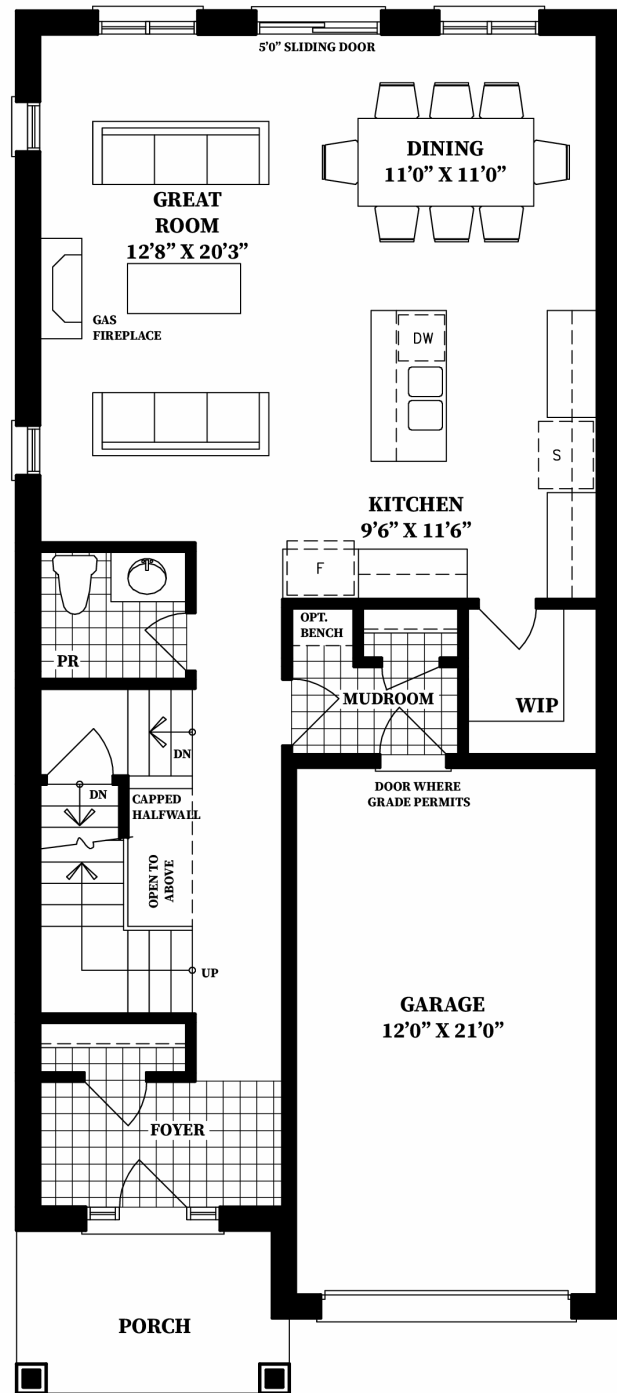 5'0” SLIDING DOOR
DINING
11’0” X 11’0”
GREAT
ROOM
12’8” X 20’3”
GAS
FIREPLACE
DW
S
KITCHEN
9’6” X 11’6”
F
OPT.
BENCH
PR
MUDROOM
WIP
DN
DN
CAPPED
HALFWALL
DOOR WHERE
GRADE PERMITS
OPEN TO
ABOVE
UP
GARAGE
12’0” X 21’0”
FOYER
PORCH